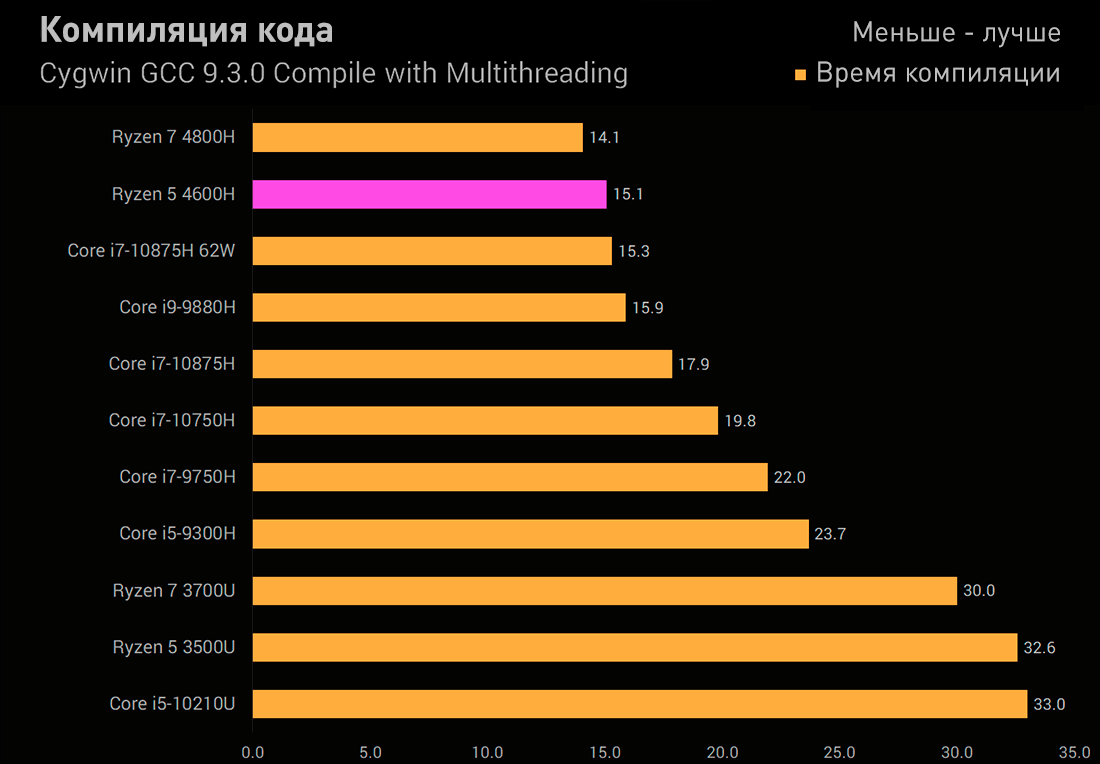 Компиляция кода
Меньше - лучше
Cygwin GCC 9.3.0 Compile with Multithreading
Время компиляции
Ryzen 7 4800H 14.1
Ryzen 5 4600H 15.1
Core i7-10875H 62W 15.3
Core i9-9880H 15.9
Core i7-10875H 17.9
Core i7-10750H 19.8
Core i7-9750H 22.0
Core i5-9300H 23.7
Ryzen 7 3700U 30.0
Ryzen 5 3500U 32.6
Core i5-10210U 33.0
0.0 5.0 10.0 15.0 20.0 25.0 30.0 35.0